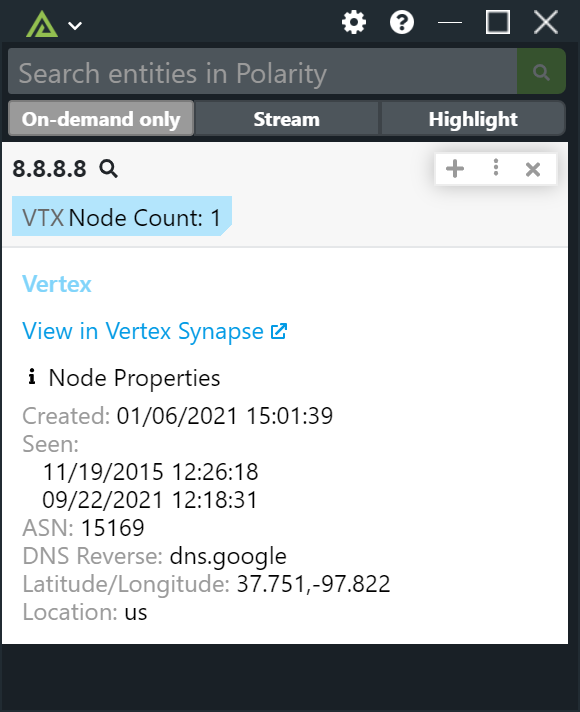 Search entities in Polarity
On-demand only Stream Highlight
8.8.8.8
VTX Node Count: 1
Vertex
View in Vertex Synapse
Node Properties
Created: 01/06/2021 15:01:39
Seen:
11/19/2015 12:26:18
09/22/2021 12:18:31
ASN: 15169
DNS Reverse: dns.google
Latitude/Longitude: 37.751,-97.822
Location: us